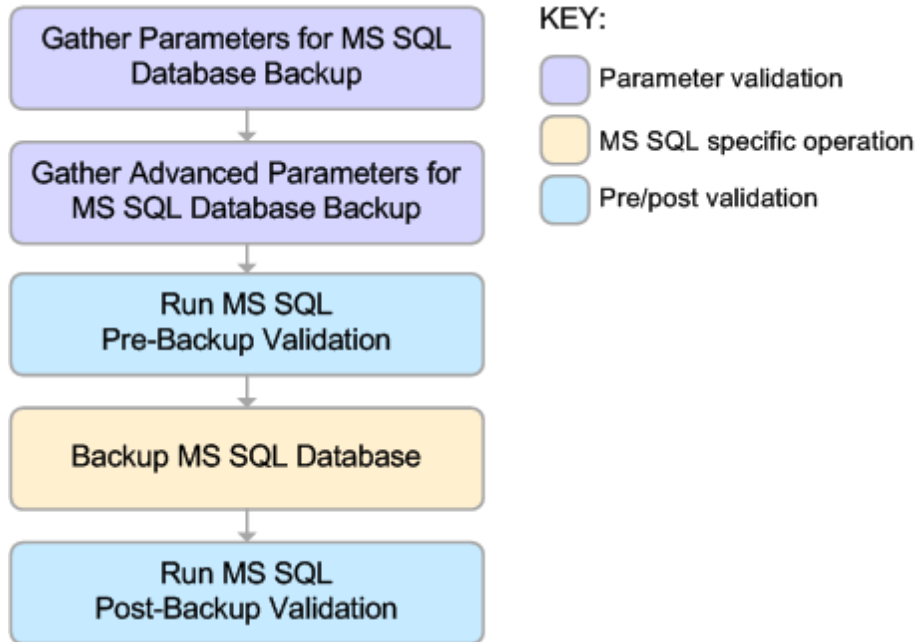 Gather Parameters for MS SQL
Database Backup
Gather Advanced Parameters for
MS SQL Database Backup
Run MS SQL
Pre-Backup Validation
Backup MS SQL Database
Run MS SQL
Post-Backup Validation
KEY:
Parameter validation
MS SQL specific operation
Pre/post validation